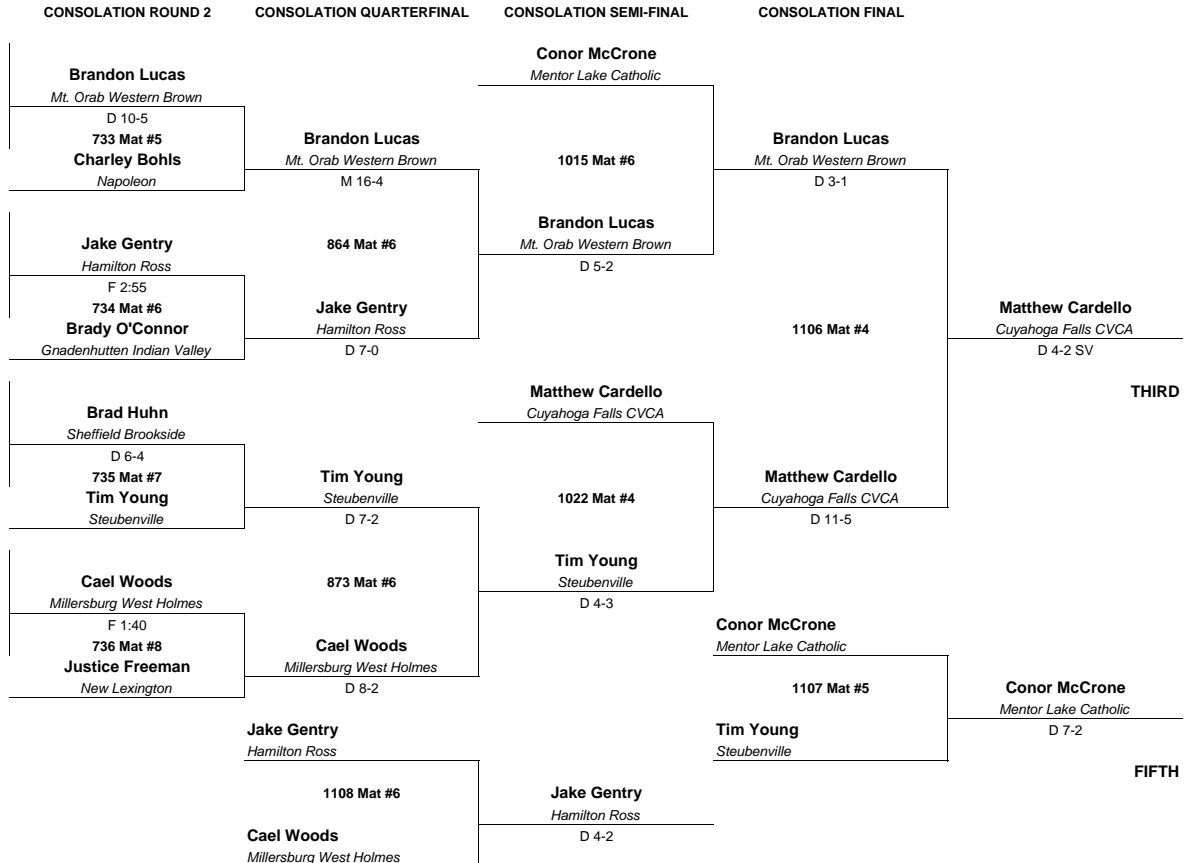 CONSOLATION ROUND 2
CONSOLATION QUARTERFINAL
CONSOLATION SEMI-FINAL
CONSOLATION FINAL
Brandon Lucas
Mt. Orab Western Brown
D 10-5
733 Mat #5
Charley Bohls
Napoleon
Jake Gentry
Hamilton Ross
F 2:55
734 Mat #6
Brady O'Connor
Gnadenhutten Indian Valley
Brad Huhn
Sheffield Brookside
D 6-4
735 Mat #7
Tim Young
Steubenville
Cael Woods
Millersburg West Holmes
F 1:40
736 Mat #8
Justice Freeman
New Lexington
Brandon Lucas
Mt. Orab Western Brown
M 16-4
864 Mat #6
Jake Gentry
Hamilton Ross
D 7-0
Tim Young
Steubenville
D 7-2
873 Mat #6
Cael Woods
Millersburg West Holmes
D 8-2
Jake Gentry
Hamilton Ross
1108 Mat #6
Cael Woods
Millersburg West Holmes
Conor McCrone
Mentor Lake Catholic
1015 Mat #6
Brandon Lucas
Mt. Orab Western Brown
D 5-2
Matthew Cardello
Cuyahoga Falls CVCA
1022 Mat #4
Tim Young
Steubenville
D 4-3
Jake Gentry
Hamilton Ross
D 4-2
Brandon Lucas
Mt. Orab Western Brown
D 3-1
1106 Mat #4
Matthew Cardello
Cuyahoga Falls CVCA
D 11-5
Conor McCrone
Mentor Lake Catholic
1107 Mat #5
Tim Young
Steubenville
Matthew Cardello
Cuyahoga Falls CVCA
D 4-2 SV
THIRD
Conor McCrone
Mentor Lake Catholic
D 7-2
FIFTH